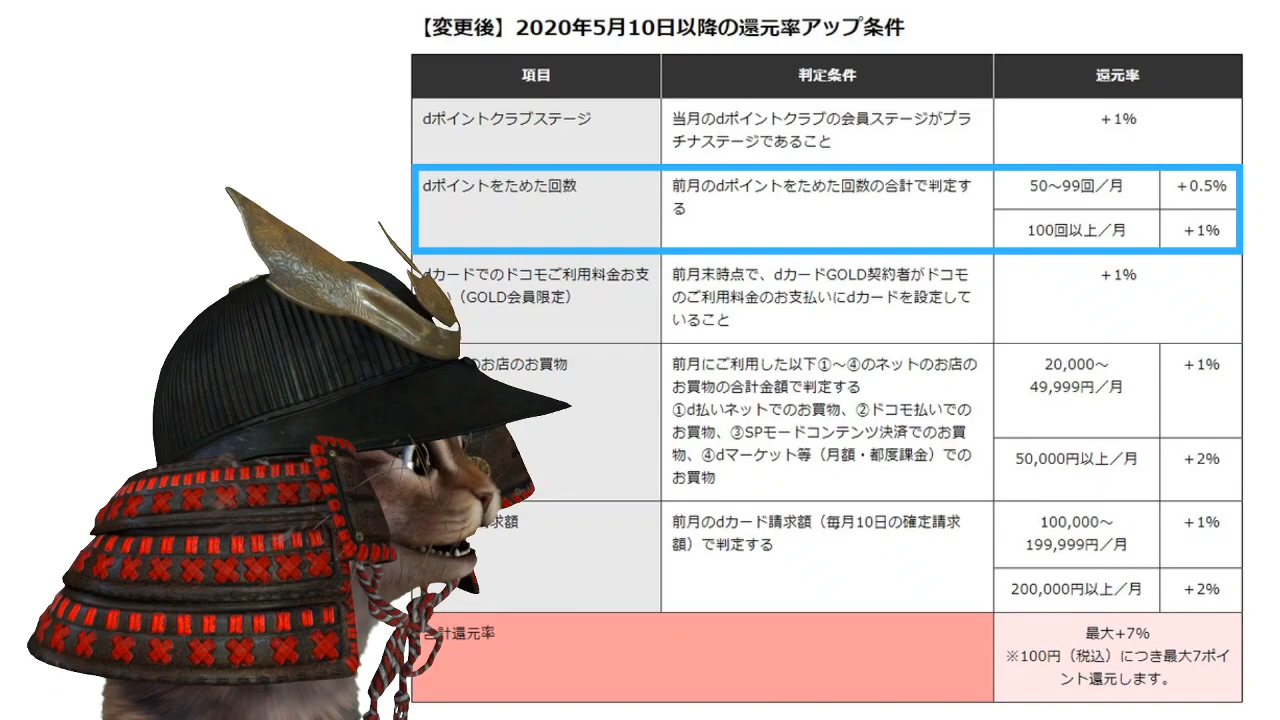 【変更後】2020年5月10日以降の還元率アップ条件
項目
判定条件
還元率
dポイントクラブステージ
当月のdポイントクラブの会員ステージがプラ
チナステージであること
+1%
dポイントをためた回数
前月のdポイントをためた回数の合計で判定す
る
50～99回／月
+0.5%
100回以上／月
+1%
dカードでのドコモご利用料金お支
（GOLD会員限定）
前月末時点で、dカードGOLD契約者がドコモ
のご利用料金のお支払いにdカードを設定して
いること
+1%
のお店のお買物
前月にご利用した以下①～④のネットのお店の
お買物の合計金額で判定する
①d払いネットでのお買物、②ドコモ払いでの
お買物、③SPモードコンテンツ決済でのお買
物、④dマーケット等（月額・都度課金）での
お買物
20,000～
49,999円／月
+1%
50,000円以上／月
+2%
求額
前月のdカード請求額（毎月10日の確定請求
額）で判定する
100,000～
199,999円／月
+1%
200,000円以上／月
+2%
合計還元率
最大+7%
※100円（税込）につき最大7ポイ
ント還元します。